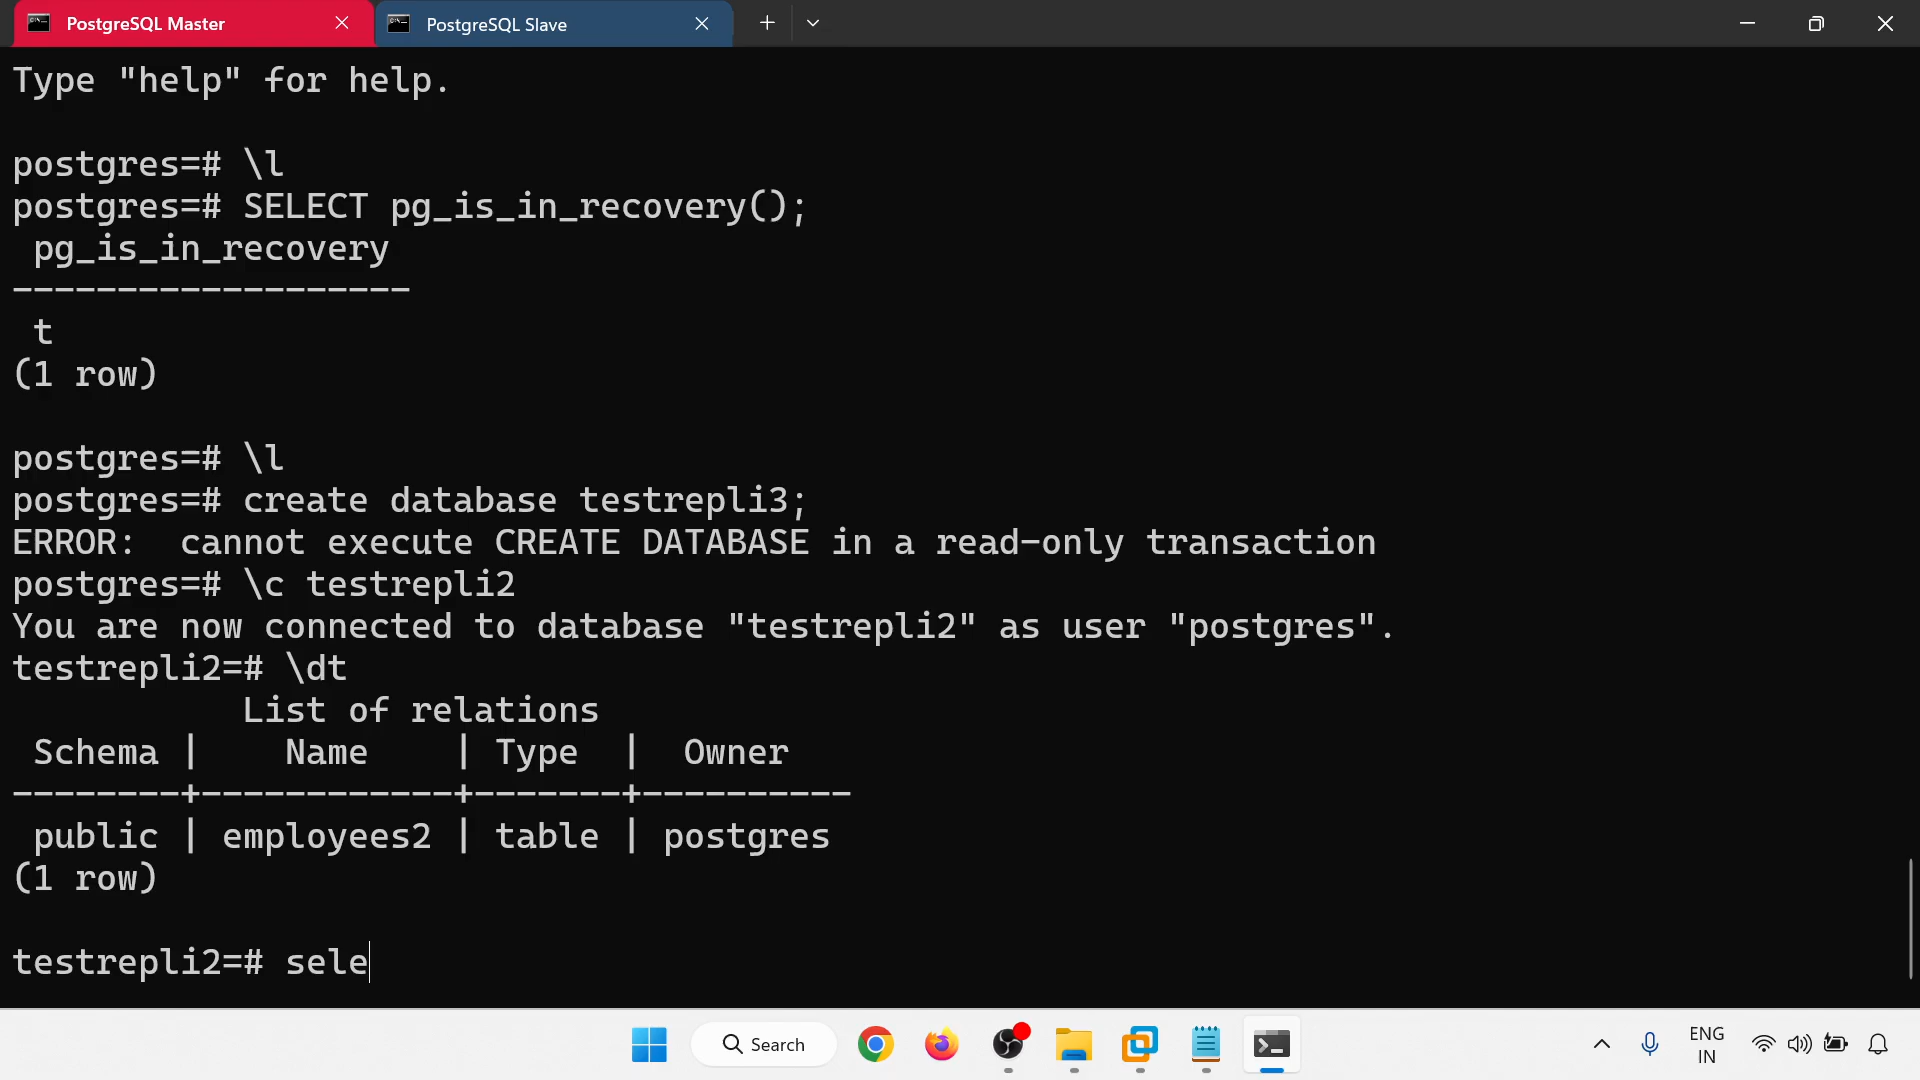 PostgreSQL Master
PostgreSQL Slave
Type "help" for help.
postgres=# \l
postgres=# SELECT pg_is_in_recovery();
 pg_is_in_recovery
-------------------
 t
(1 row)
postgres=# \l
postgres=# create database testrepli3;
ERROR:  cannot execute CREATE DATABASE in a read-only transaction
postgres=# \c testrepli2
You are now connected to database "testrepli2" as user "postgres".
testrepli2=# \dt
           List of relations
 Schema |    Name    | Type  |  Owner
--------+------------+-------+----------
 public | employees2 | table | postgres
(1 row)
testrepli2=# sele
Search
ENG
IN